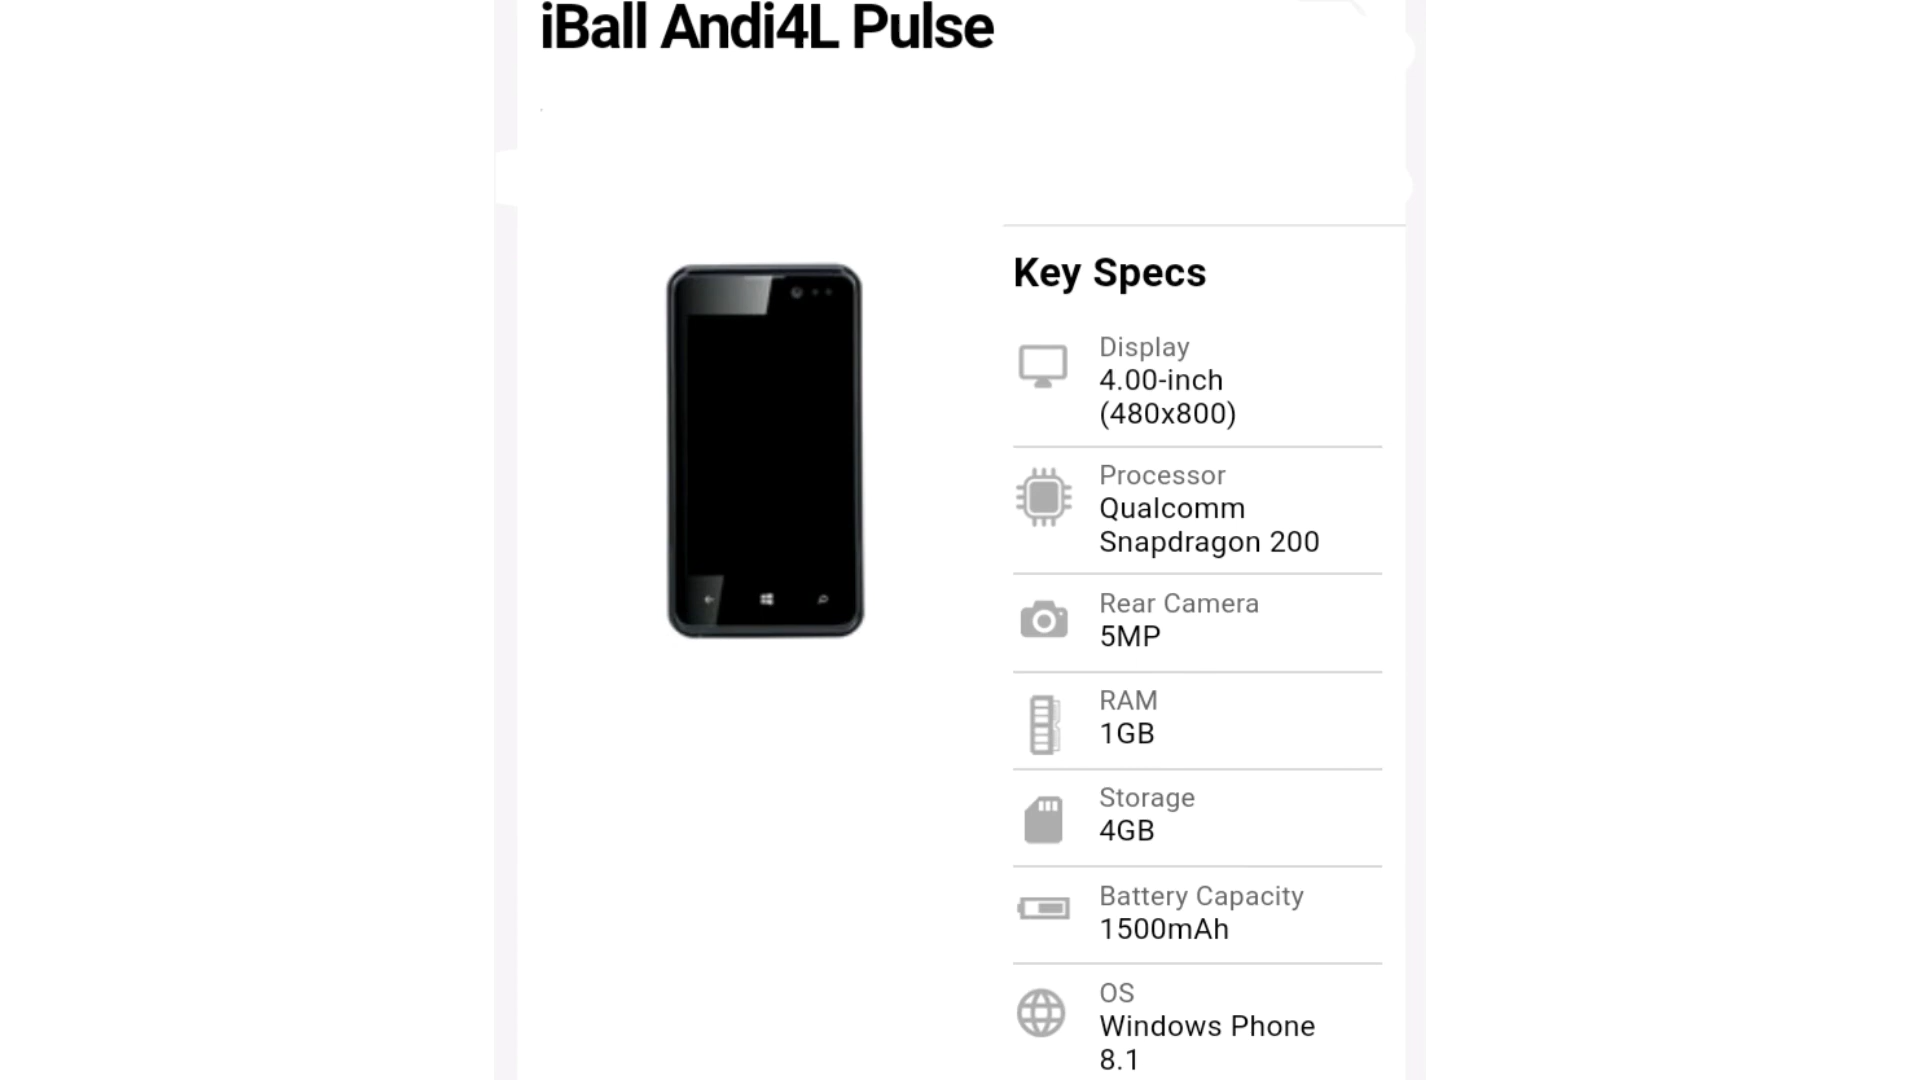 iBall Andi4L Pulse
Key Specs
Display
4.00-inch
(480x800)
Processor
Qualcomm
Snapdragon 200
Rear Camera
5MP
RAM
1GB
Storage
4GB
Battery Capacity
1500mAh
OS
Windows Phone
8.1